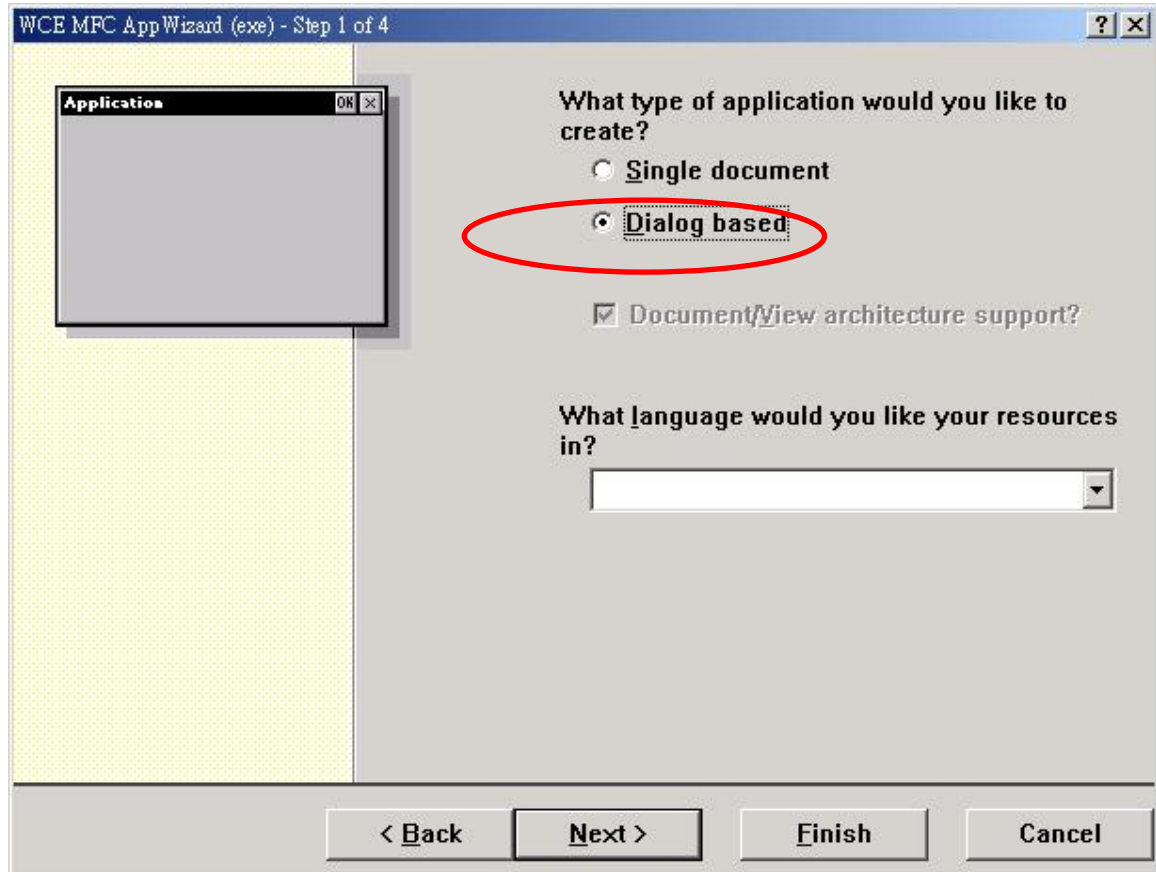 WCE MFC AppWizard (exe) - Step 1 of 4
Application OK
What type of application would you like to
create?
Single document
Dialog based
Document/View architecture support?
What language would you like your resources
in?
< Back
Next >
Finish
Cancel